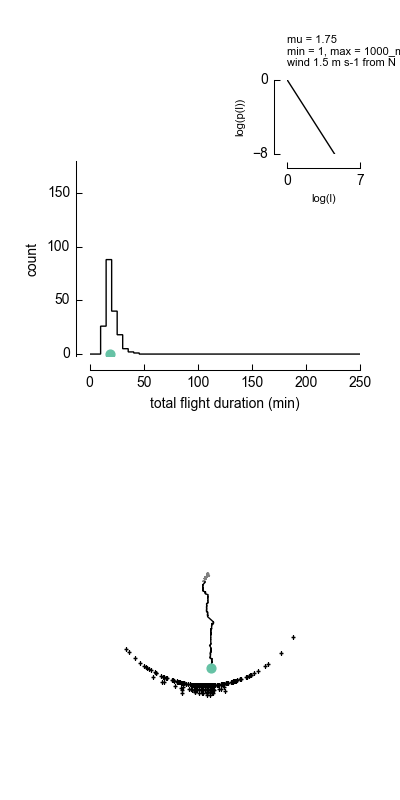 mu = 1.75
min = 1, max = 1000_m
wind 1.5 m s-1 from N
0
log(p(l))
−8
0 7
log(l)
150
100
count
50
0
0 50 100 150 200 250
total flight duration (min)